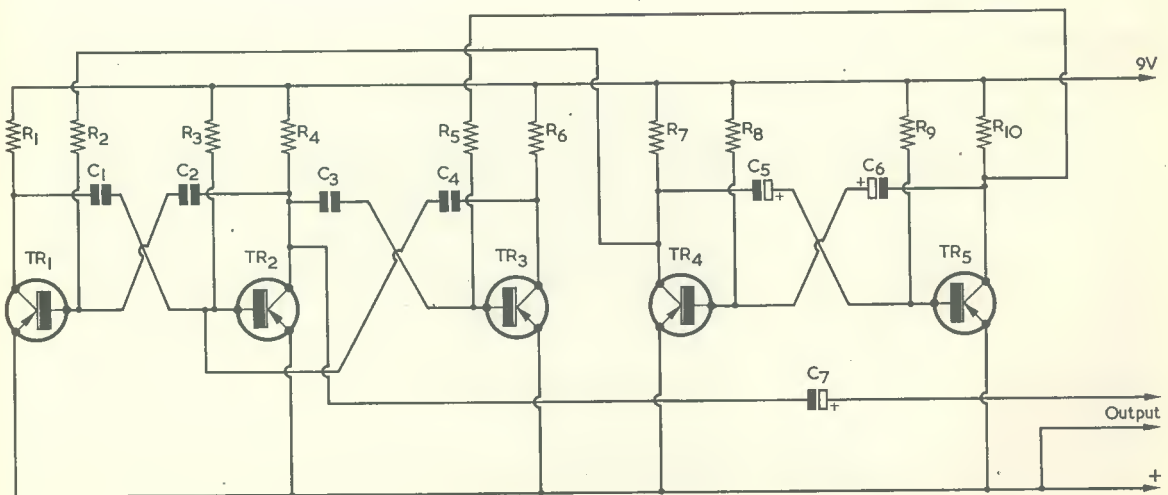 9V
R1
R2
R3
R4
R5
R6
R7
R8
R9
R10
C1
C2
C3
C4
C5
+
C6
+
TR1
TR2
TR3
TR4
TR5
C7
+
Output
+